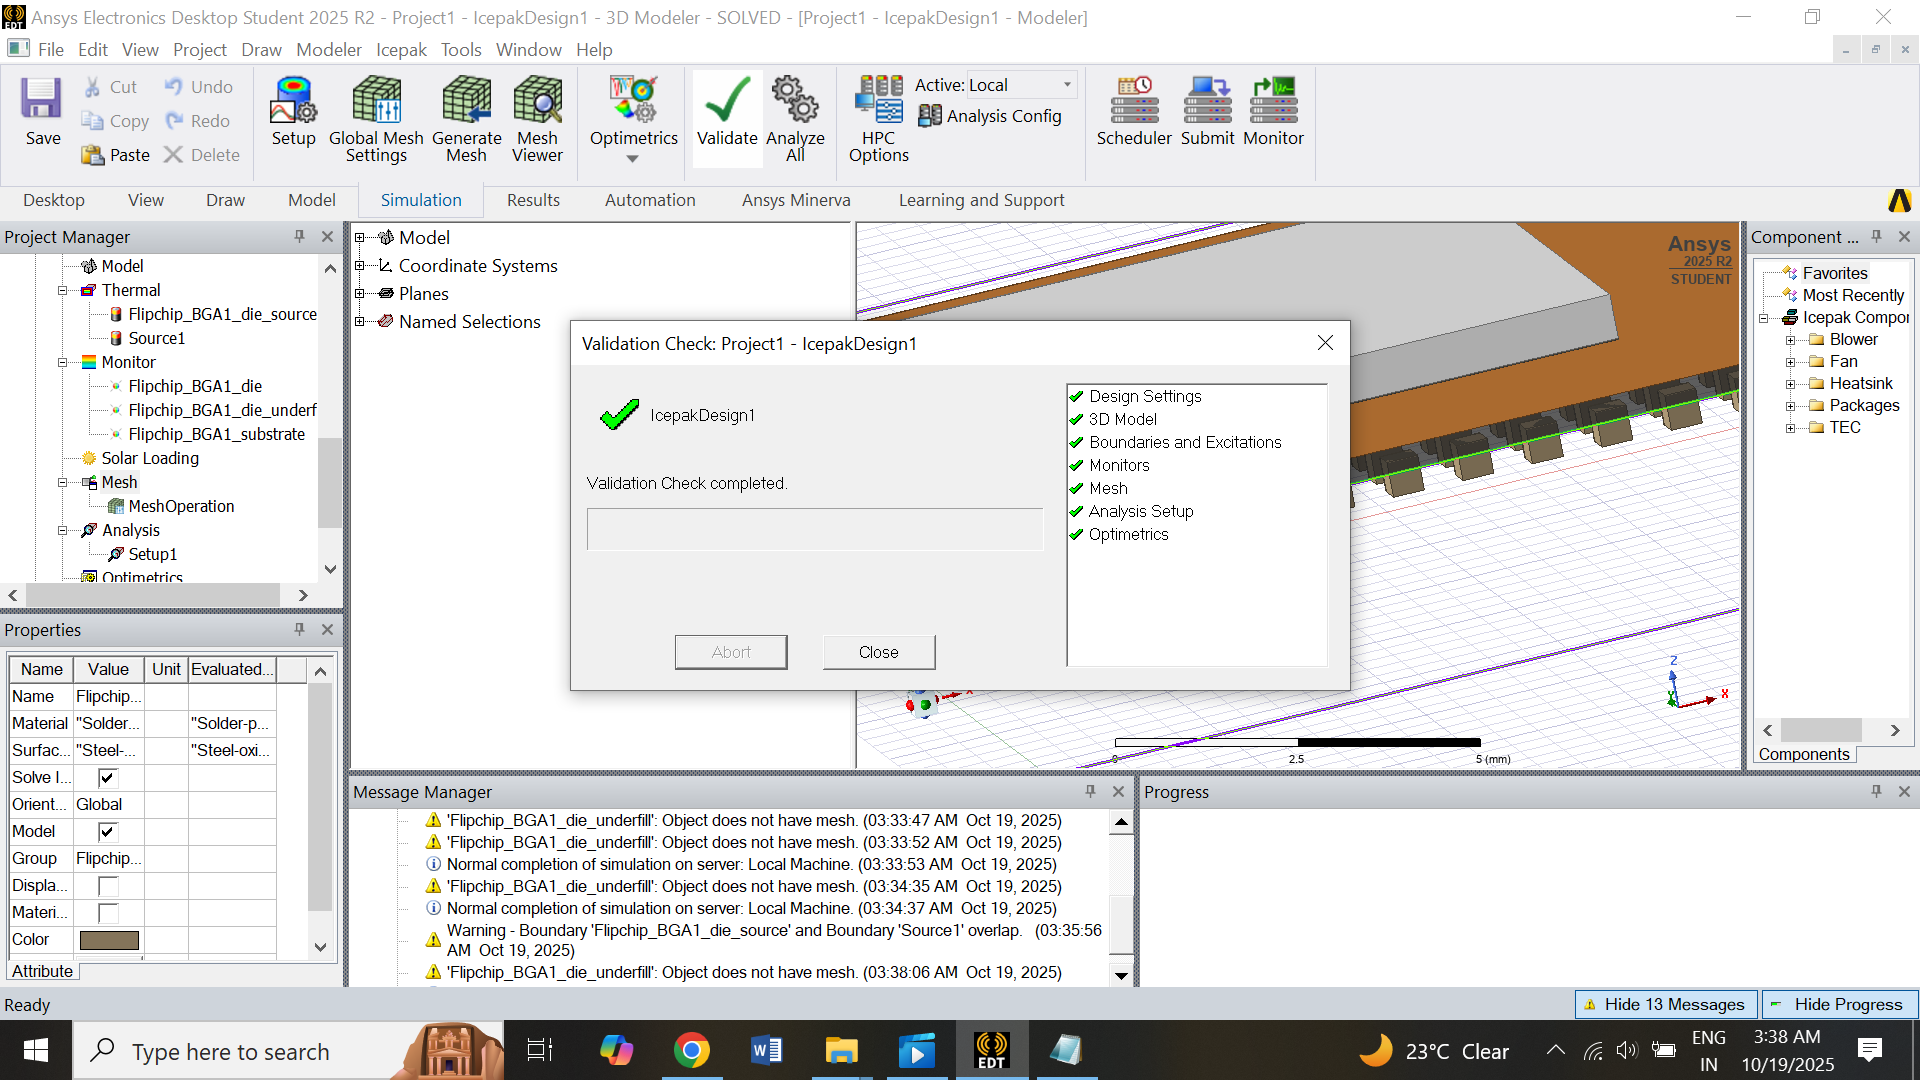 Ansys Electronics Desktop Student 2025 R2 - Project1 - IcepakDesign1 - 3D Modeler - SOLVED - [Project1 - IcepakDesign1 - Modeler]
File Edit View Project Draw Modeler Icepak Tools Window Help
Save
Cut
Copy
Paste
Undo
Redo
Delete
Setup
Global Mesh Settings
Generate Mesh
Mesh Viewer
Optimetrics
Validate
Analyze All
HPC Options
Active: Local
Analysis Config
Scheduler
Submit
Monitor
Desktop View Draw Model Simulation Results Automation Ansys Minerva Learning and Support
Project Manager
Model
Thermal
Flipchip_BGA1_die_source
Source1
Monitor
Flipchip_BGA1_die
Flipchip_BGA1_die_underf
Flipchip_BGA1_substrate
Solar Loading
Mesh
MeshOperation
Analysis
Setup1
Optimetrics
Properties
Name Value Unit Evaluated...
Name Flipchip...
Material "Solder... "Solder-p...
Surfac... "Steel-... "Steel-oxi...
Solve I...
Orient... Global
Model
Group Flipchip...
Displa...
Materi...
Color
Attribute
Model
Coordinate Systems
Planes
Named Selections
Ansys
2025 R2
STUDENT
Validation Check: Project1 - IcepakDesign1
IcepakDesign1
Validation Check completed.
Abort
Close
Design Settings
3D Model
Boundaries and Excitations
Monitors
Mesh
Analysis Setup
Optimetrics
Z
X
0 2.5 5 (mm)
Component ...
Favorites
Most Recently
Icepak Compor
Blower
Fan
Heatsink
Packages
TEC
Components
Message Manager
'Flipchip_BGA1_die_underfill': Object does not have mesh. (03:33:47 AM Oct 19, 2025)
'Flipchip_BGA1_die_underfill': Object does not have mesh. (03:33:52 AM Oct 19, 2025)
Normal completion of simulation on server: Local Machine. (03:33:53 AM Oct 19, 2025)
'Flipchip_BGA1_die_underfill': Object does not have mesh. (03:34:35 AM Oct 19, 2025)
Normal completion of simulation on server: Local Machine. (03:34:37 AM Oct 19, 2025)
Warning - Boundary 'Flipchip_BGA1_die_source' and Boundary 'Source1' overlap. (03:35:56
AM Oct 19, 2025)
'Flipchip_BGA1_die_underfill': Object does not have mesh. (03:38:06 AM Oct 19, 2025)
Progress
Ready
Hide 13 Messages
Hide Progress
Type here to search
EDT
23°C Clear
ENG
IN
3:38 AM
10/19/2025